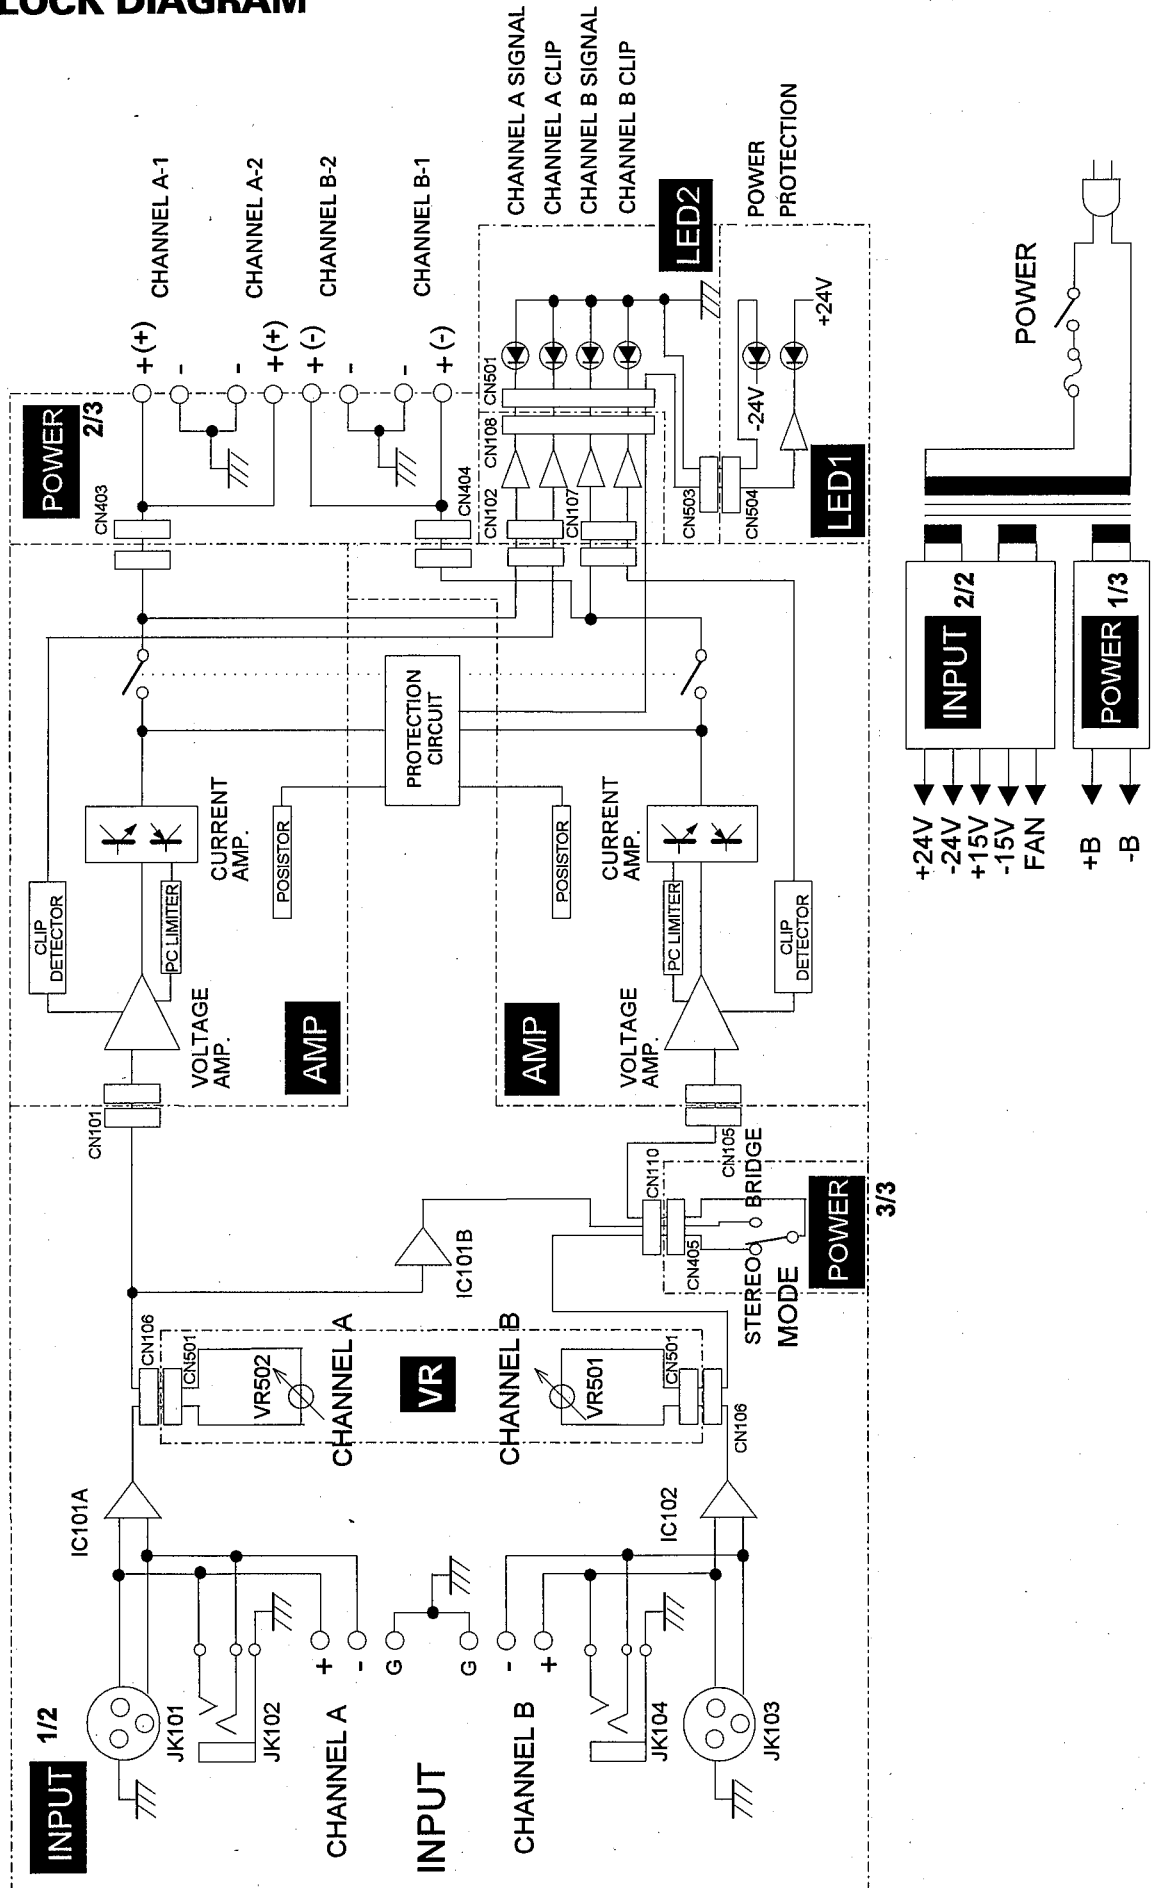 LOCK DIAGRAM
CHANNEL A SIGNAL
CHANNEL A CLIP
CHANNEL B SIGNAL
CHANNEL B CLIP
POWER
PROTECTION
CHANNEL A-1
CHANNEL A-2
CHANNEL B-2
CHANNEL B-1
+(+)
-
-
+(+)
+(-)
-
-
+(-)
POWER
2/3
LED2
CN403
CN404
CN501
CN108
CN102
CN107
CN503
CN504
-24V
+24V
LED1
POWER
PROTECTION
CIRCUIT
CLIP
DETECTOR
PC LIMITER
CURRENT
AMP.
POSISTOR
VOLTAGE
AMP.
AMP
POSISTOR
CURRENT
AMP.
PC LIMITER
CLIP
DETECTOR
VOLTAGE
AMP.
AMP
INPUT
2/2
POWER
1/3
+24V
-24V
+15V
-15V
FAN
+B
-B
CN101
CN105
CN110
CN405
BRIDGE
STEREO
MODE
POWER
3/3
IC101B
CN106
CN501
VR502
CHANNEL A
VR
CHANNEL B
VR501
CN501
CN106
IC101A
IC102
INPUT
1/2
JK101
JK102
+
-
G
G
-
+
CHANNEL A
INPUT
CHANNEL B
JK104
JK103